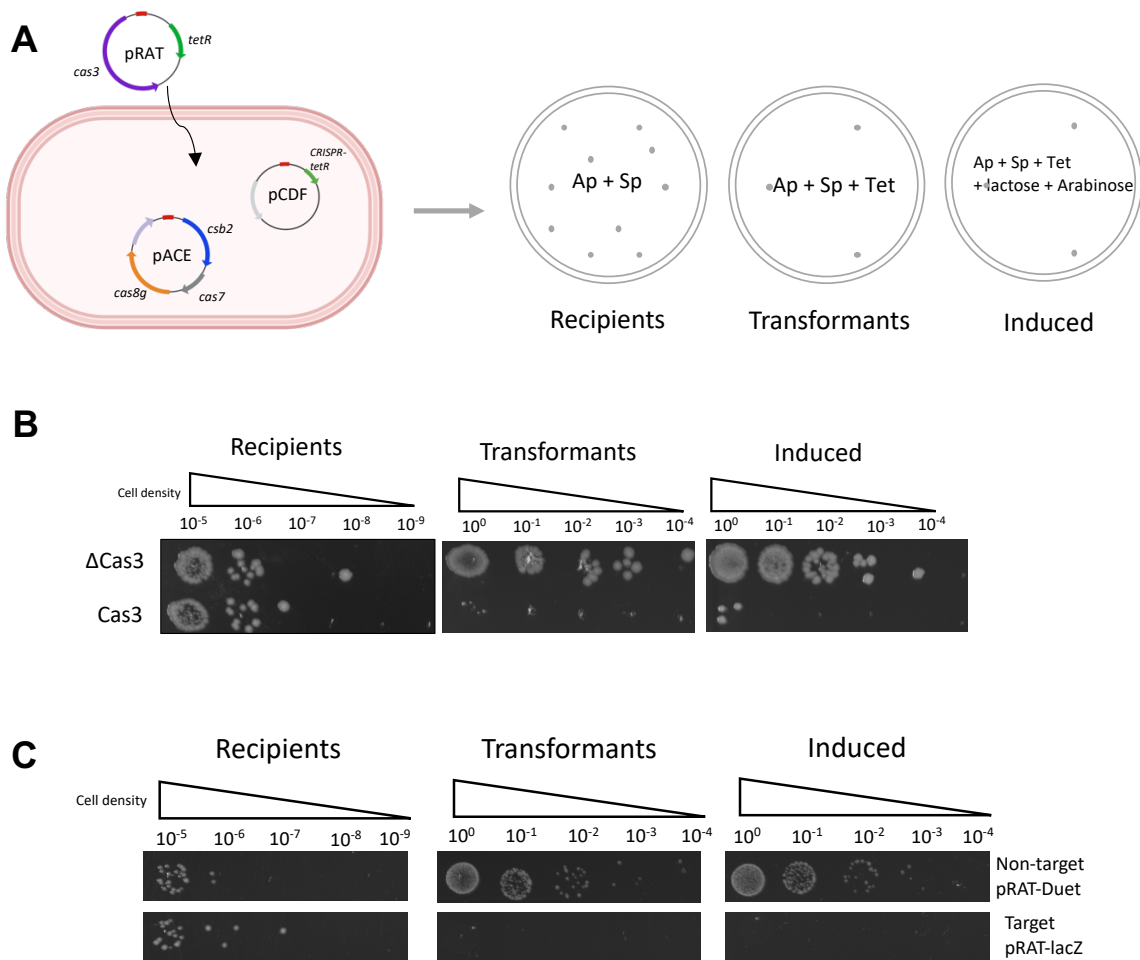 A
pRAT
tetR
cas3
CRISPR-
tetR
pCDF
csb2
pACE
cas8g
cas7
Ap + Sp
Ap + Sp + Tet
Ap + Sp + Tet
+ lactose + Arabinose
Recipients
Transformants
Induced
B
Recipients
Transformants
Induced
Cell density
10⁻⁵ 10⁻⁶ 10⁻⁷ 10⁻⁸ 10⁻⁹
10⁰ 10⁻¹ 10⁻² 10⁻³ 10⁻⁴
10⁰ 10⁻¹ 10⁻² 10⁻³ 10⁻⁴
ΔCas3
Cas3
C
Recipients
Transformants
Induced
Cell density
10⁻⁵ 10⁻⁶ 10⁻⁷ 10⁻⁸ 10⁻⁹
10⁰ 10⁻¹ 10⁻² 10⁻³ 10⁻⁴
10⁰ 10⁻¹ 10⁻² 10⁻³ 10⁻⁴
Non-target
pRAT-Duet
Target
pRAT-lacZ